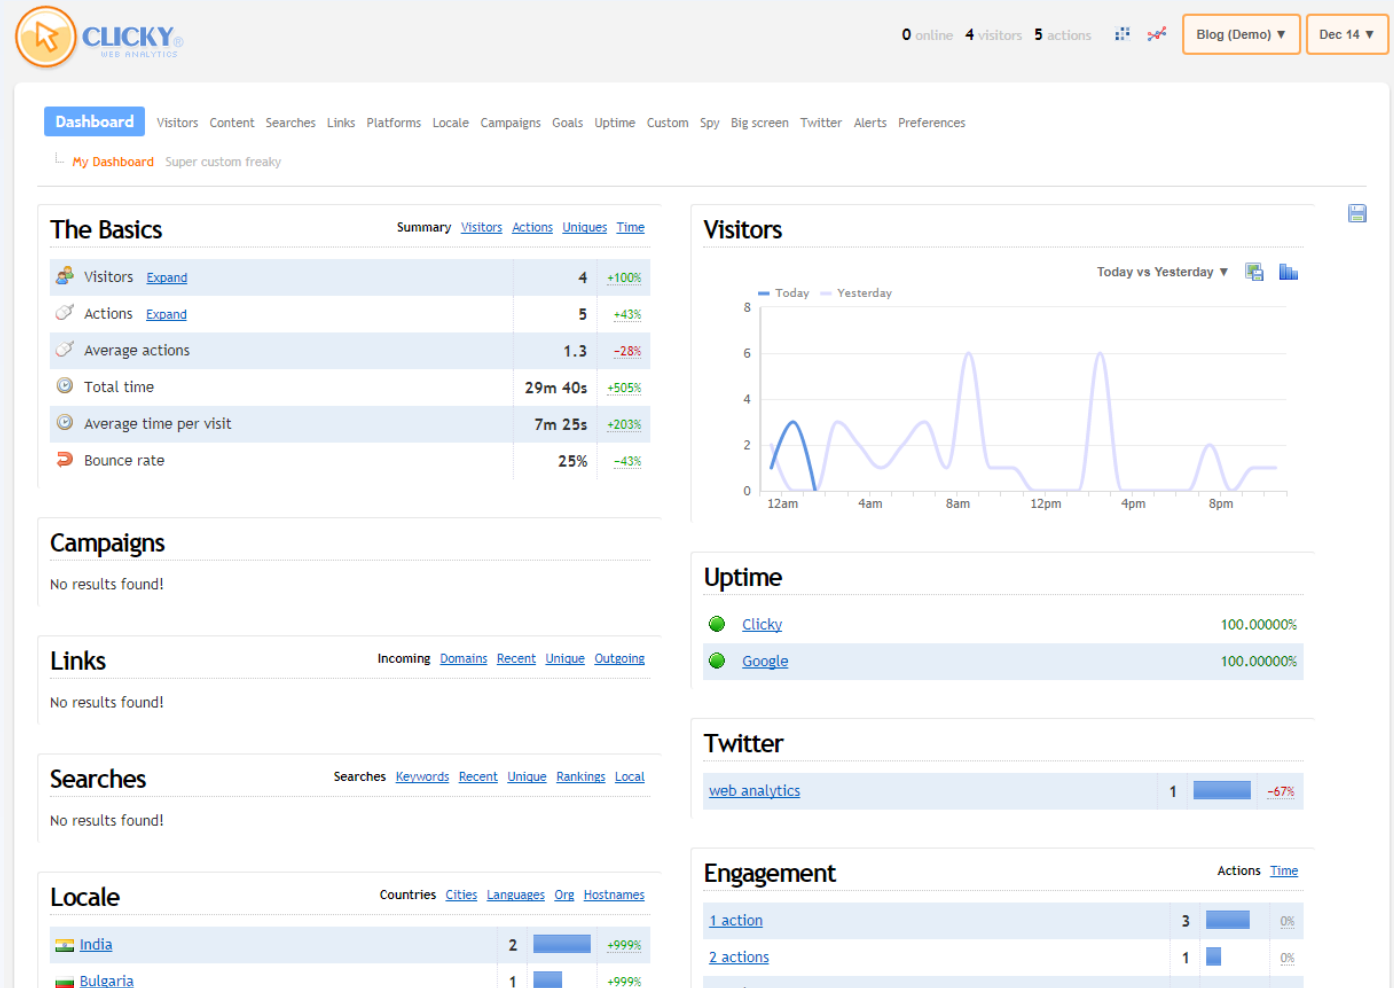 CLICKY®
WEB ANALYTICS
0 online 4 visitors 5 actions
Blog (Demo) ▼
Dec 14 ▼
Dashboard Visitors Content Searches Links Platforms Locale Campaigns Goals Uptime Custom Spy Big screen Twitter Alerts Preferences
My Dashboard Super custom freaky
The Basics
Summary Visitors Actions Uniques Time
Visitors Expand 4 +100%
Actions Expand 5 +43%
Average actions 1.3 -28%
Total time 29m 40s +505%
Average time per visit 7m 25s +203%
Bounce rate 25% -43%
Campaigns
No results found!
Links
Incoming Domains Recent Unique Outgoing
No results found!
Searches
Searches Keywords Recent Unique Rankings Local
No results found!
Locale
Countries Cities Languages Org Hostnames
India 2 +999%
Bulgaria 1 +999%
Visitors
Today vs Yesterday ▼
Today Yesterday
8
6
4
2
0
12am 4am 8am 12pm 4pm 8pm
Uptime
Clicky 100.00000%
Google 100.00000%
Twitter
web analytics 1 -67%
Engagement
Actions Time
1 action 3 0%
2 actions 1 0%